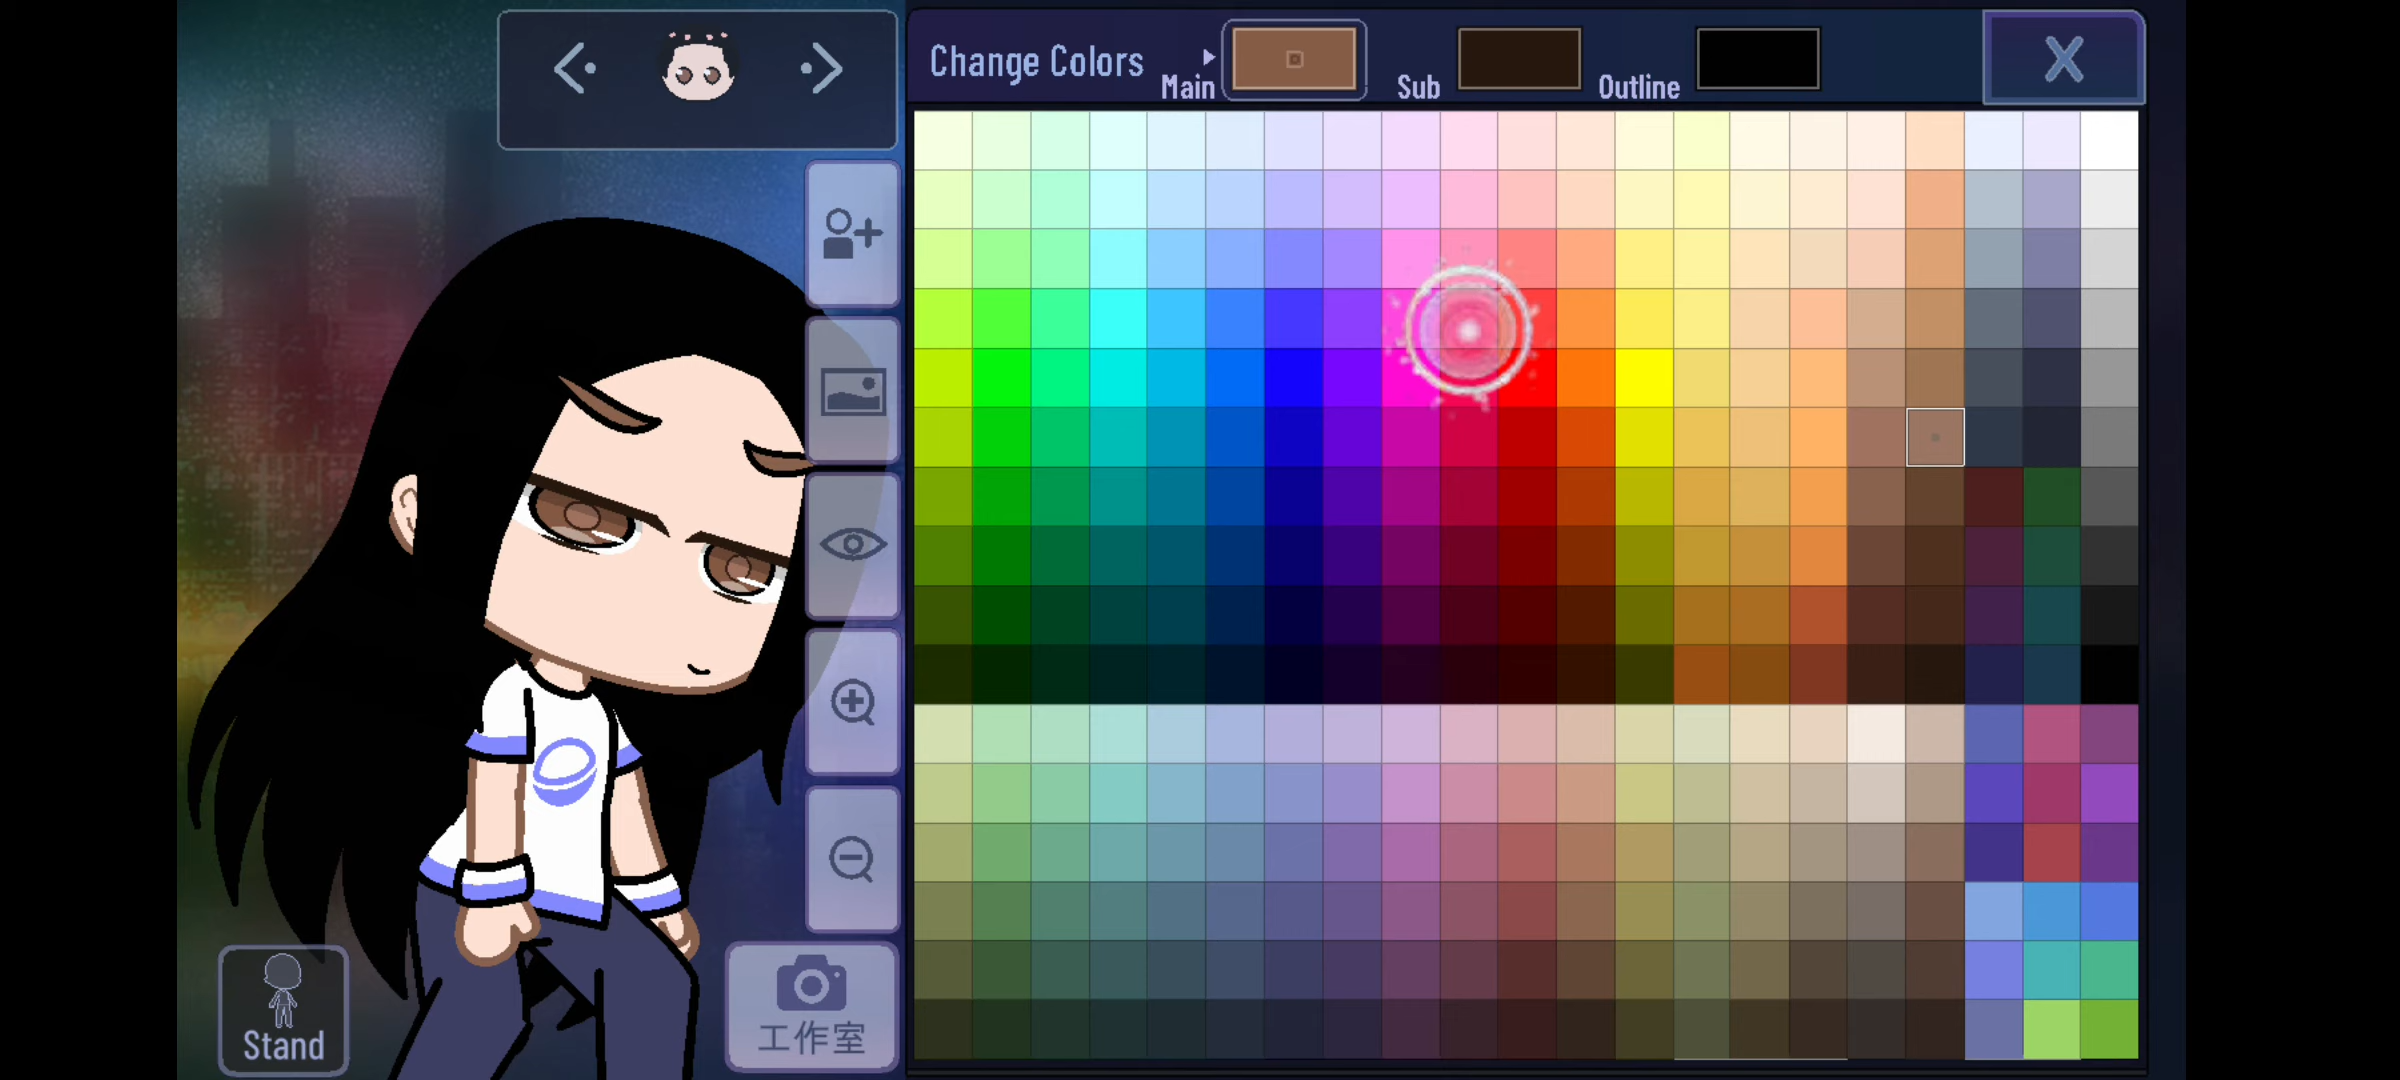 Change Colors
Main
Sub
Outline
X
Stand
工作室